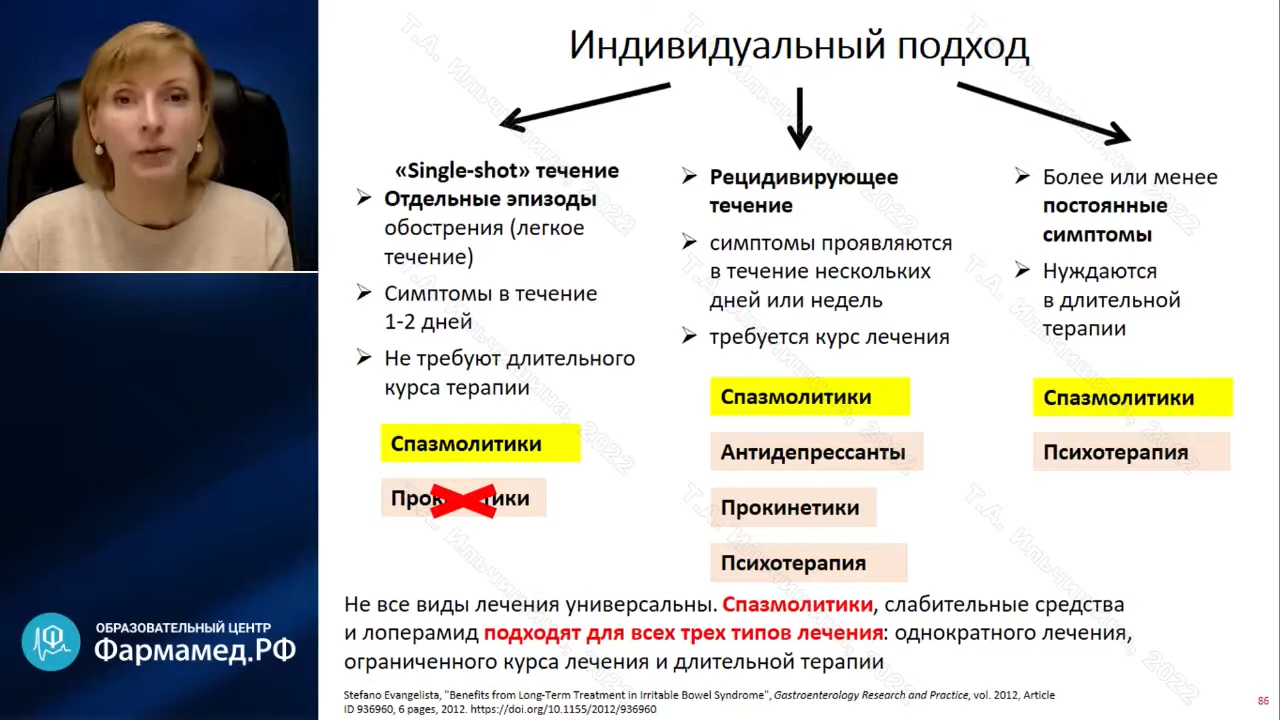 Индивидуальный подход
«Single-shot» течение
Отдельные эпизоды
обострения (легкое
течение)
Симптомы в течение
1-2 дней
Не требуют длительного
курса терапии
Спазмолитики
Рецидивирующее
течение
симптомы проявляются
в течение нескольких
дней или недель
требуется курс лечения
Спазмолитики
Антидепрессанты
Прокинетики
Психотерапия
Более или менее
постоянные
симптомы
Нуждаются
в длительной
терапии
Спазмолитики
Психотерапия
Не все виды лечения универсальны. Спазмолитики, слабительные средства
и лоперамид подходят для всех трех типов лечения: однократного лечения,
ограниченного курса лечения и длительной терапии
Stefano Evangelista, "Benefits from Long-Term Treatment in Irritable Bowel Syndrome", Gastroenterology Research and Practice, vol. 2012, Article
ID 936960, 6 pages, 2012. https://doi.org/10.1155/2012/936960
86
ОБРАЗОВАТЕЛЬНЫЙ ЦЕНТР
Фармамед.РФ
Т.А. Ильчишина, 2022